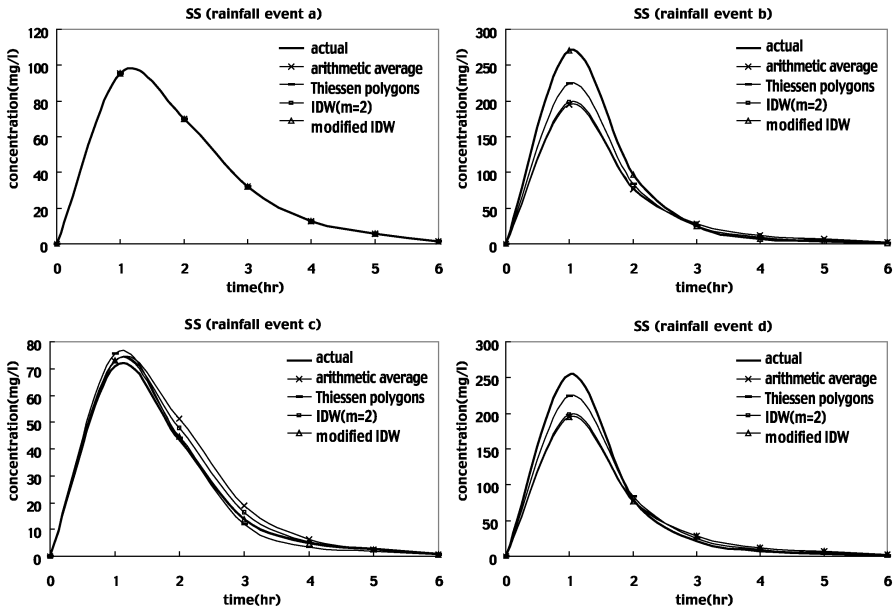 SS (rainfall event a)
concentration(mg/l)
120
100
80
60
40
20
0
0 1 2 3 4 5 6
time(hr)
actual
arithmetic average
Thiessen polygons
IDW(m=2)
modified IDW
SS (rainfall event b)
concentration(mg/l)
300
250
200
150
100
50
0
0 1 2 3 4 5 6
time(hr)
actual
arithmetic average
Thiessen polygons
IDW(m=2)
modified IDW
SS (rainfall event c)
concentration(mg/l)
80
70
60
50
40
30
20
10
0
0 1 2 3 4 5 6
time(hr)
actual
arithmetic average
Thiessen polygons
IDW(m=2)
modified IDW
SS (rainfall event d)
concentration(mg/l)
300
250
200
150
100
50
0
0 1 2 3 4 5 6
time(hr)
actual
arithmetic average
Thiessen polygons
IDW(m=2)
modified IDW